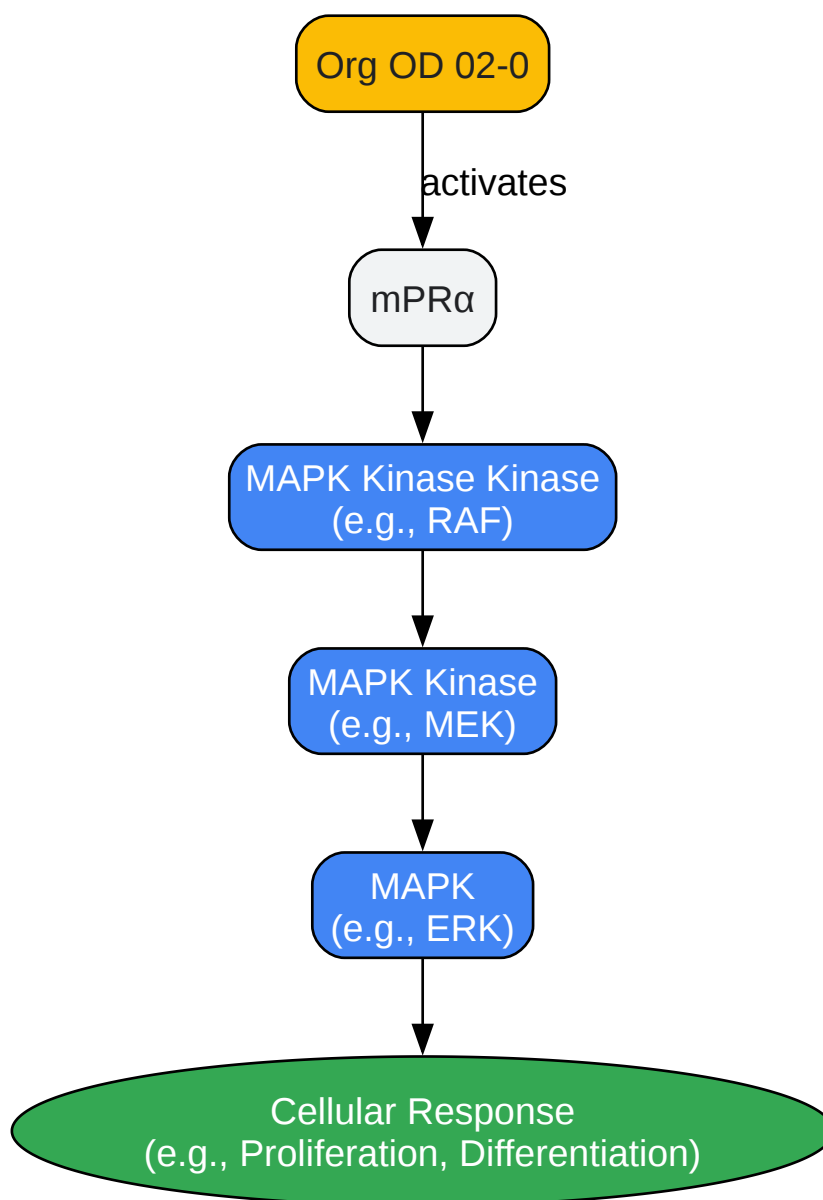 Org OD 02-0
activates
mPRα
MAPK Kinase Kinase
(e.g., RAF)
MAPK Kinase
(e.g., MEK)
MAPK
(e.g., ERK)
Cellular Response
(e.g., Proliferation, Differentiation)